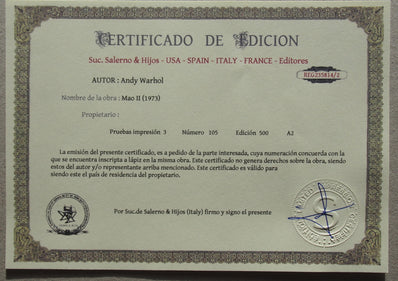 CERTIFICADO DE EDICION
Suc. Salerno & Hijos - USA - SPAIN - ITALY - FRANCE - Editores
REG235814/2
AUTOR : Andy Warhol
Nombre de la obra : Mao II (1973)
Propietario :
Pruebas impresión 3 Número 105 Edición 500 A2
La emisión del presente certificado, es a pedido de la parte interesada, cuya numeración concuerda con la
que se encuentra inscripta a lápiz en la misma obra. Este certificado no genera derechos sobre la obra, siendo
estos del autor y/o representante arriba mencionado. Este certificado es válido para
siendo este el país de residencia del propietario.
Por Suc.de Salerno & Hijos (Italy) firmo y signo el presente